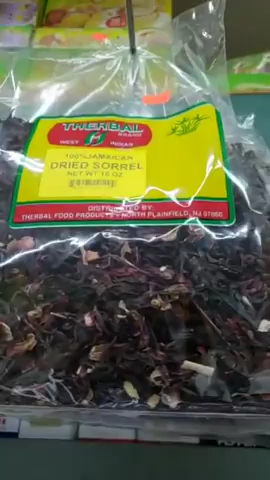 THERBAL
BRAND
WEST INDIAN
100% JAMAICAN
DRIED SORREL
NET WT 16 OZ
DISTRIBUTED BY:
THERBAL FOOD PRODUCTS - NORTH PLAINFIELD, NJ 07060